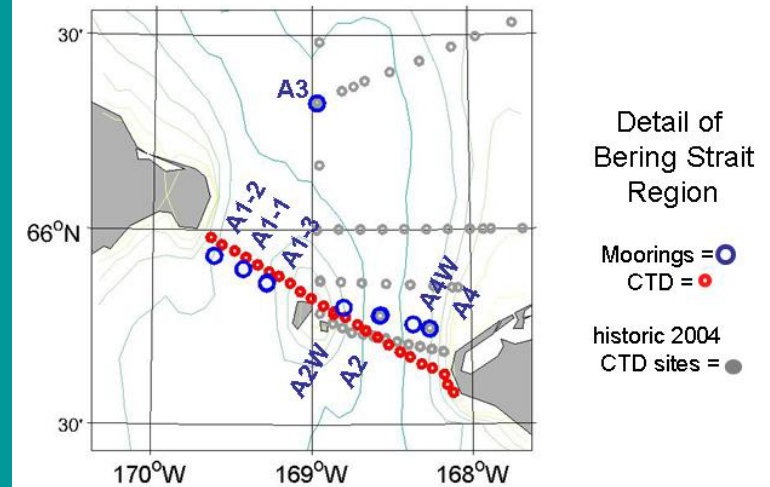 30'
A3
Detail of
Bering Strait
Region
A1-2
A1-1
A1-3
66°N
A4W
A4
Moorings =
CTD =
historic 2004
CTD sites =
A2W
A2
30'
170°W
169°W
168°W